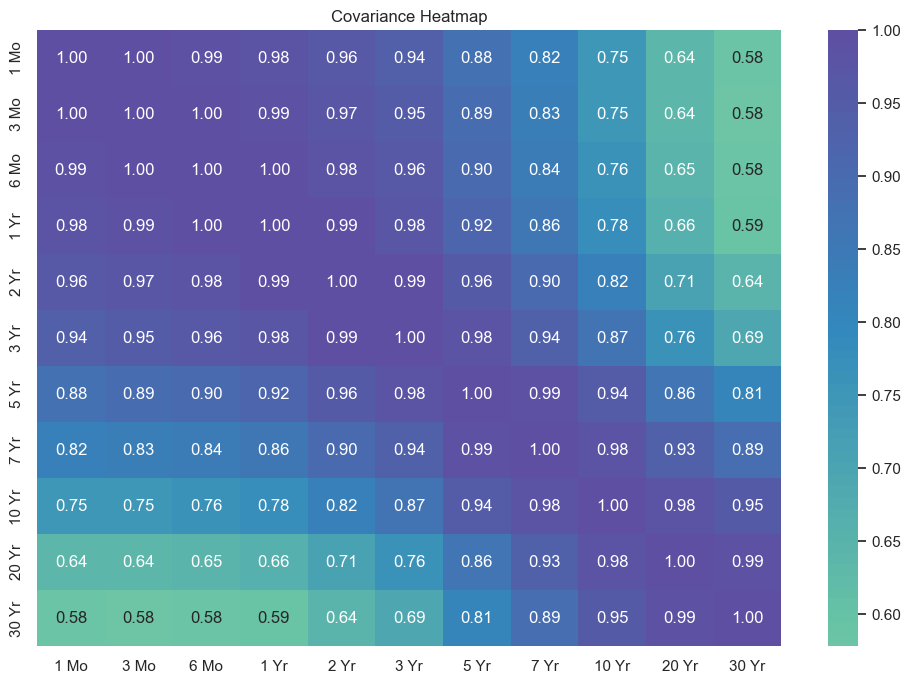 Covariance Heatmap
1 Mo 1.00 1.00 0.99 0.98 0.96 0.94 0.88 0.82 0.75 0.64 0.58
3 Mo 1.00 1.00 1.00 0.99 0.97 0.95 0.89 0.83 0.75 0.64 0.58
6 Mo 0.99 1.00 1.00 1.00 0.98 0.96 0.90 0.84 0.76 0.65 0.58
1 Yr 0.98 0.99 1.00 1.00 0.99 0.98 0.92 0.86 0.78 0.66 0.59
2 Yr 0.96 0.97 0.98 0.99 1.00 0.99 0.96 0.90 0.82 0.71 0.64
3 Yr 0.94 0.95 0.96 0.98 0.99 1.00 0.98 0.94 0.87 0.76 0.69
5 Yr 0.88 0.89 0.90 0.92 0.96 0.98 1.00 0.99 0.94 0.86 0.81
7 Yr 0.82 0.83 0.84 0.86 0.90 0.94 0.99 1.00 0.98 0.93 0.89
10 Yr 0.75 0.75 0.76 0.78 0.82 0.87 0.94 0.98 1.00 0.98 0.95
20 Yr 0.64 0.64 0.65 0.66 0.71 0.76 0.86 0.93 0.98 1.00 0.99
30 Yr 0.58 0.58 0.58 0.59 0.64 0.69 0.81 0.89 0.95 0.99 1.00
1 Mo 3 Mo 6 Mo 1 Yr 2 Yr 3 Yr 5 Yr 7 Yr 10 Yr 20 Yr 30 Yr
1.00
0.95
0.90
0.85
0.80
0.75
0.70
0.65
0.60